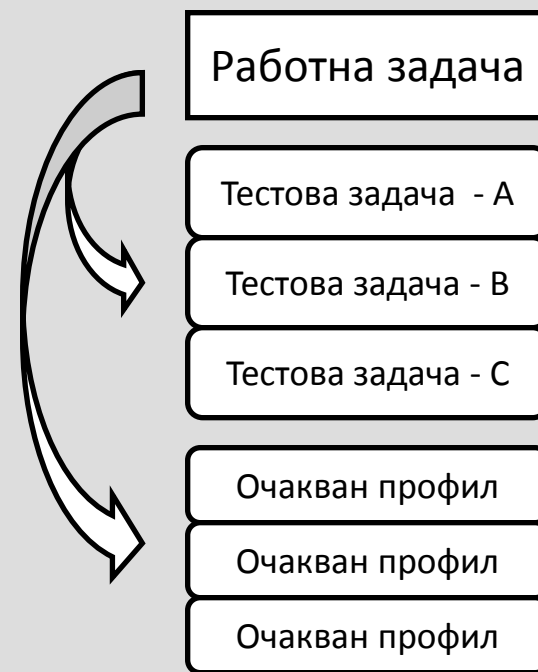 Работна задача
Тестова задача - A
Тестова задача - B
Тестова задача - C
Очакван профил
Очакван профил
Очакван профил